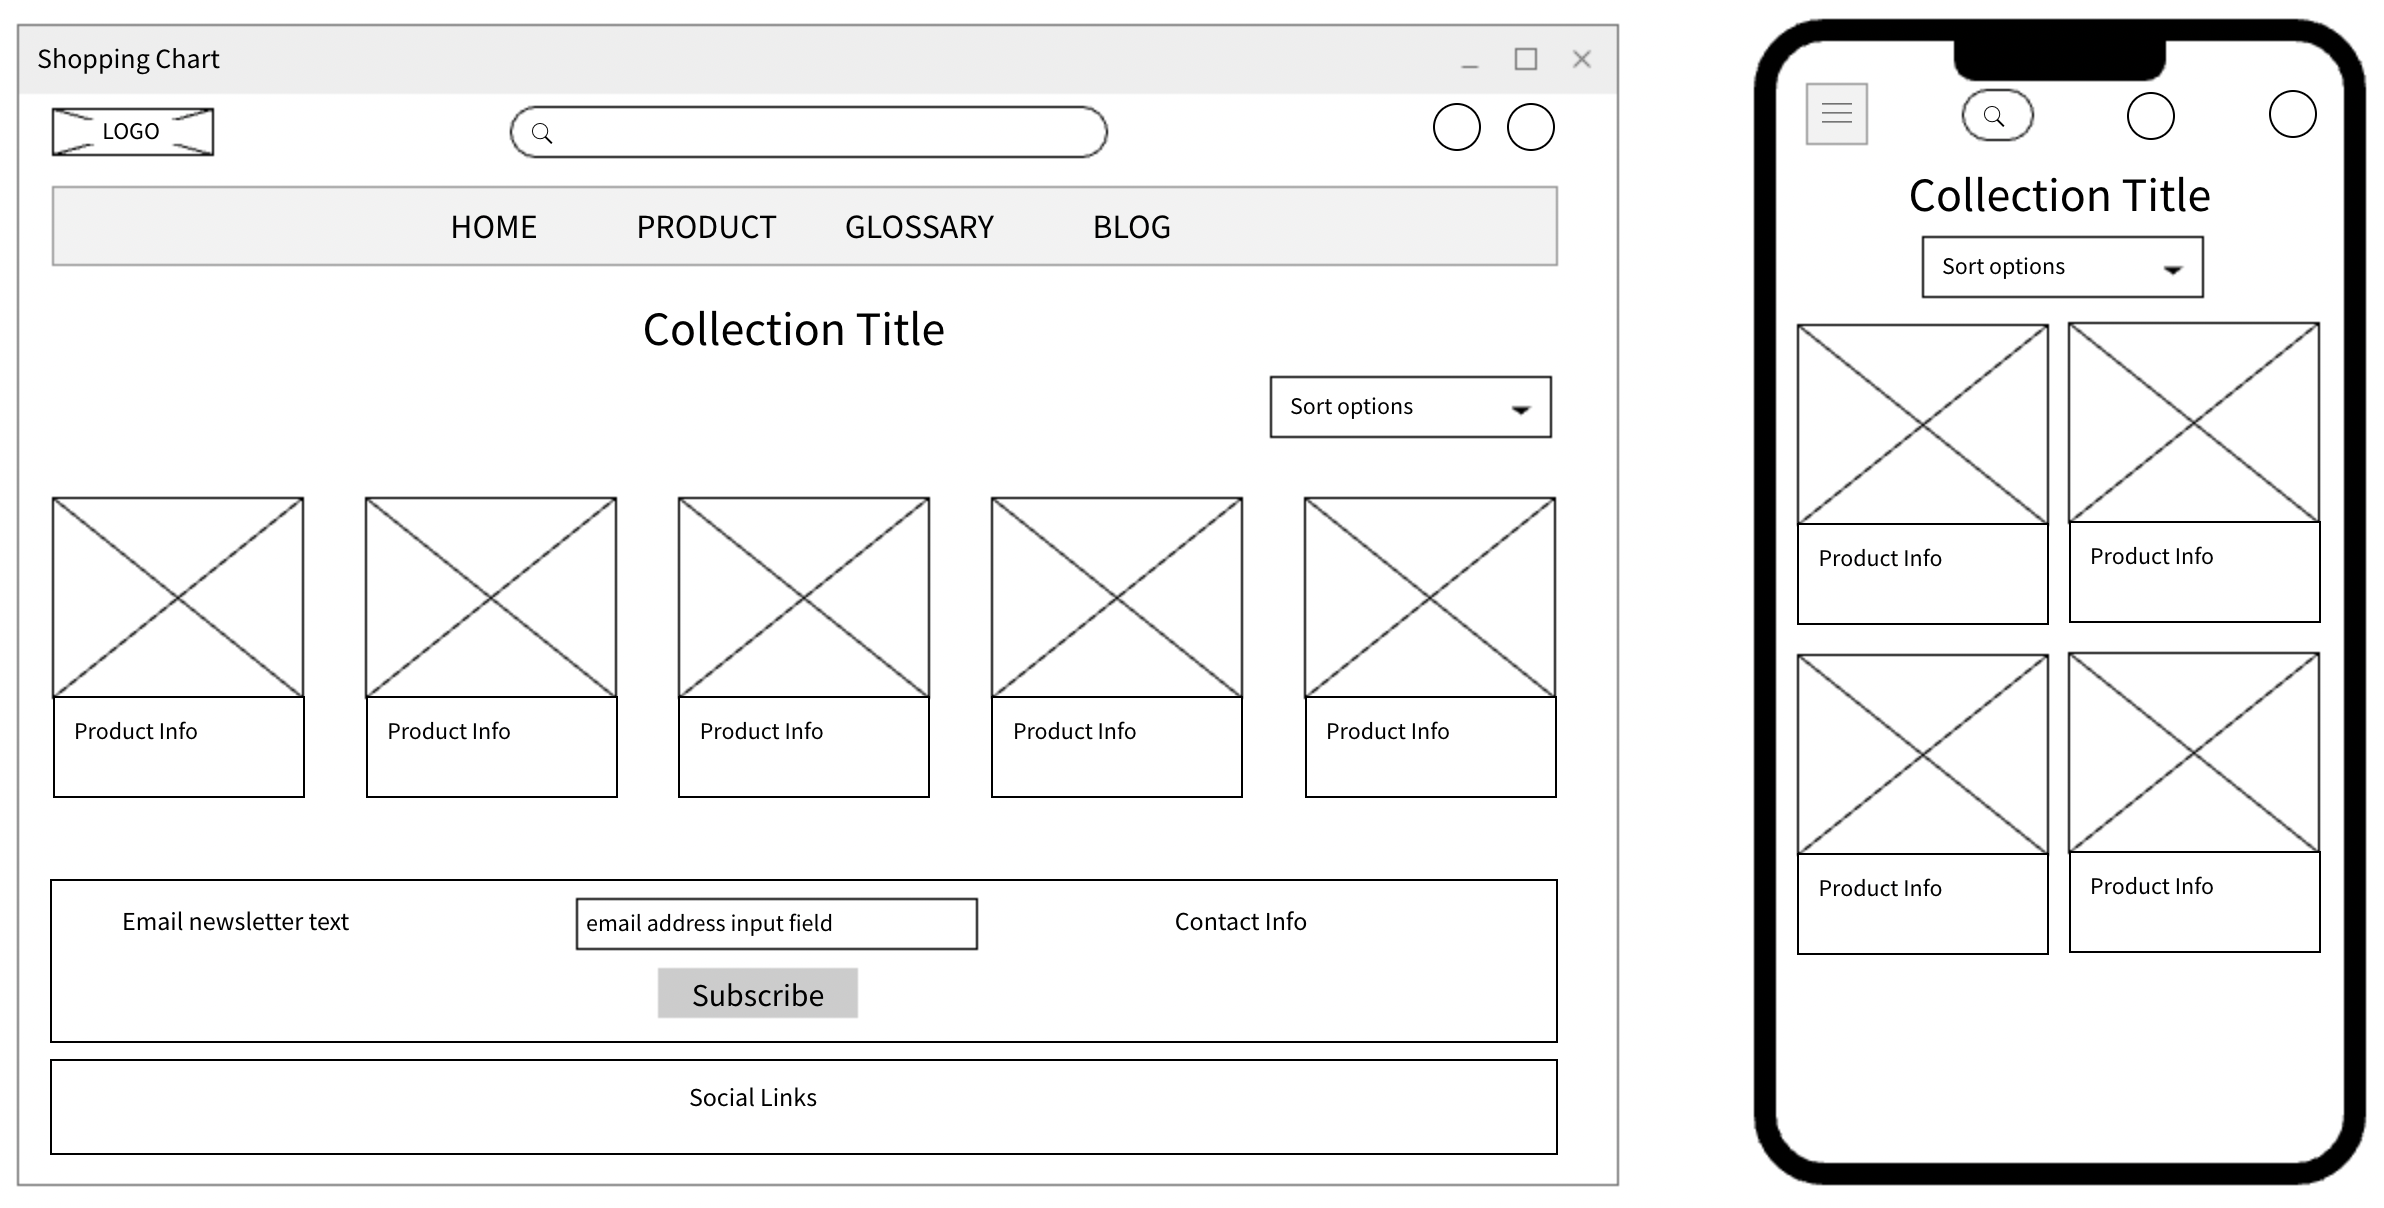 Shopping Chart
LOGO
HOME PRODUCT GLOSSARY BLOG
Collection Title
Sort options
Product Info Product Info Product Info Product Info Product Info
Email newsletter text email address input field Contact Info
Subscribe
Social Links
Collection Title
Sort options
Product Info Product Info
Product Info Product Info